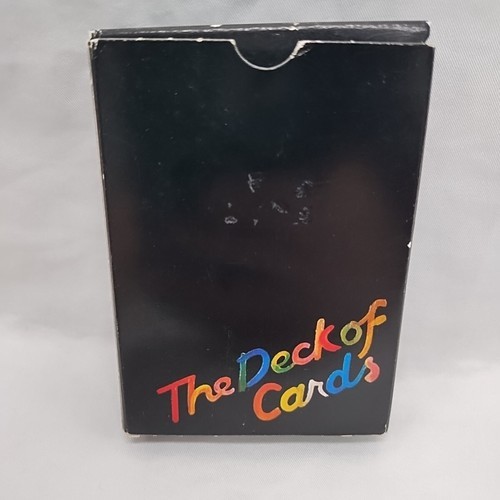 The Deck of
Cards